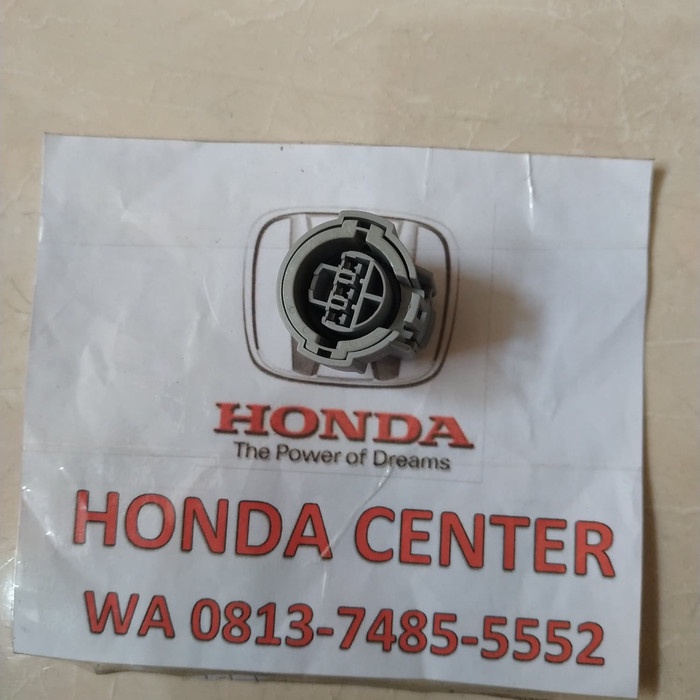 HONDA
The Power of Dreams
HONDA CENTER
WA 0813-7485-5552